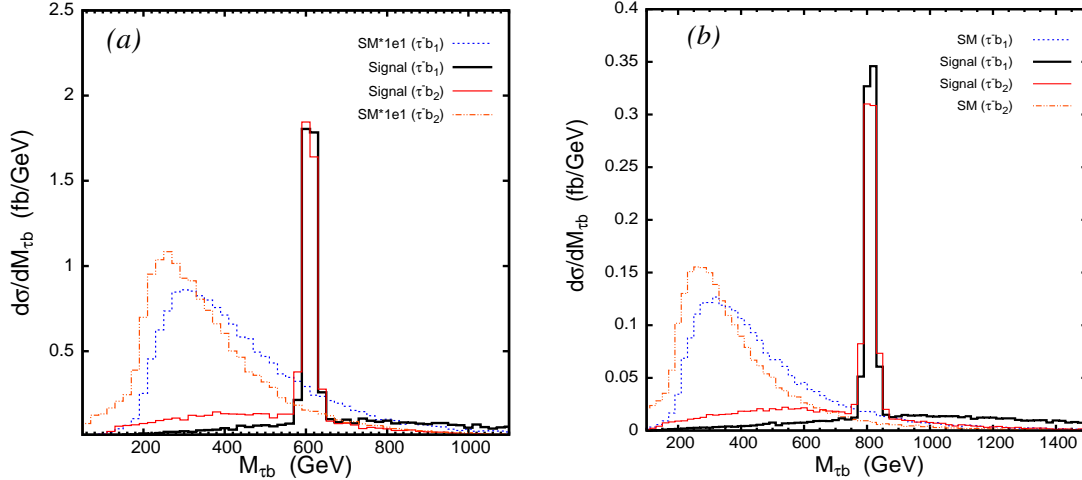 (a)
SM*1e1 (τ⁻b₁)
Signal (τ⁻b₁)
Signal (τ⁻b₂)
SM*1e1 (τ⁻b₂)
2.5
2
1.5
1
0.5
200 400 600 800 1000
dσ/dM_τb (fb/GeV)
M_τb (GeV)
(b)
SM (τ⁻b₁)
Signal (τ⁻b₁)
Signal (τ⁻b₂)
SM (τ⁻b₂)
0.4
0.35
0.3
0.25
0.2
0.15
0.1
0.05
0
200 400 600 800 1000 1200 1400
dσ/dM_τb (fb/GeV)
M_τb (GeV)